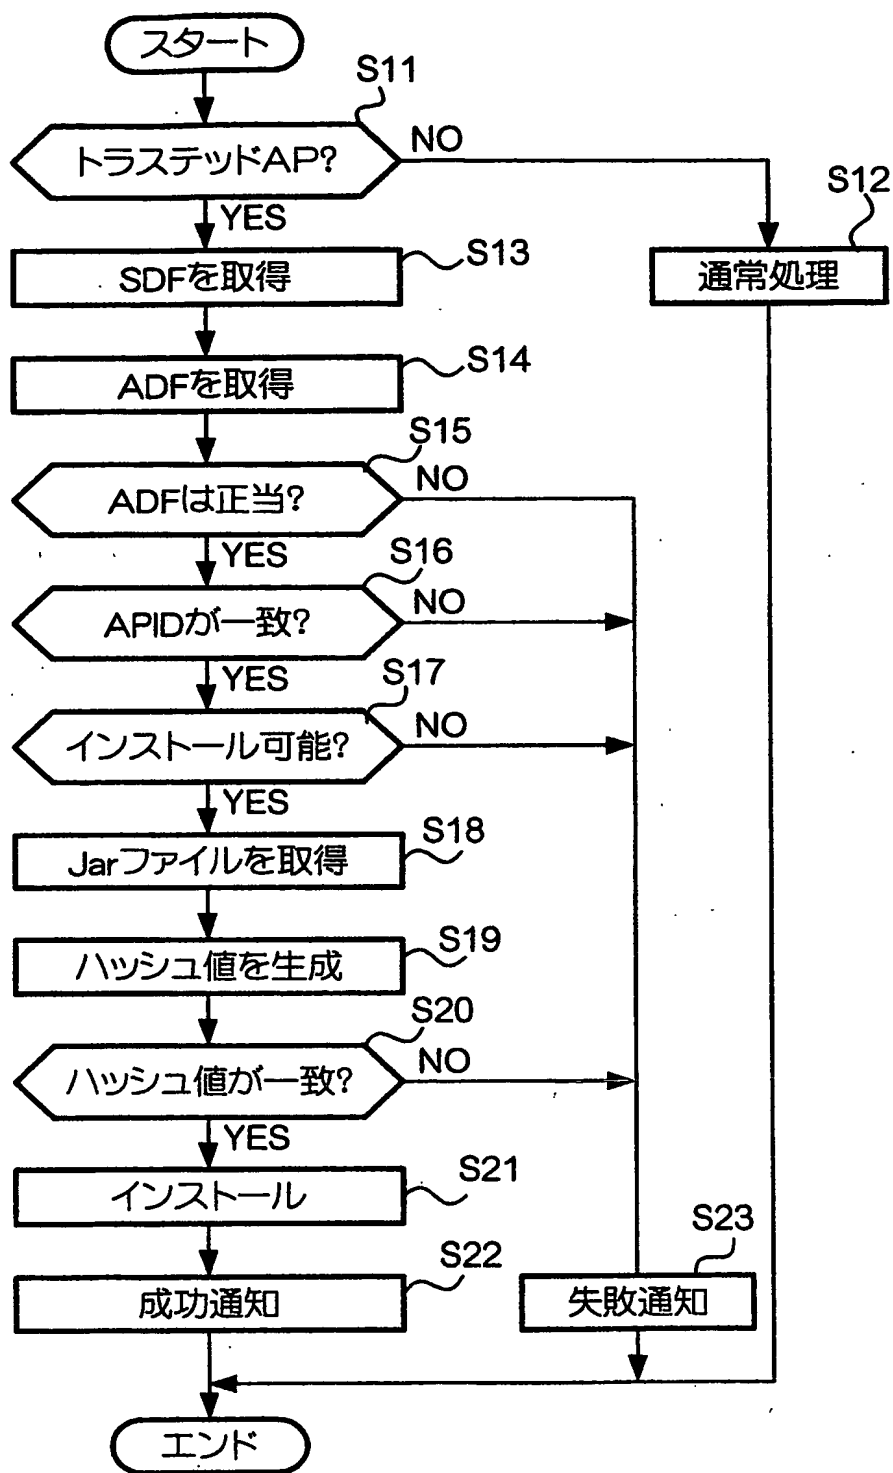 スタート
S11
トラステッドAP?
NO
S12
YES
通常処理
SDFを取得
S13
ADFを取得
S14
S15
ADFは正当?
NO
YES
S16
APIDが一致?
NO
YES
S17
インストール可能?
NO
YES
Jarファイルを取得
S18
ハッシュ値を生成
S19
S20
ハッシュ値が一致?
NO
YES
インストール
S21
S22
S23
成功通知
失敗通知
エンド